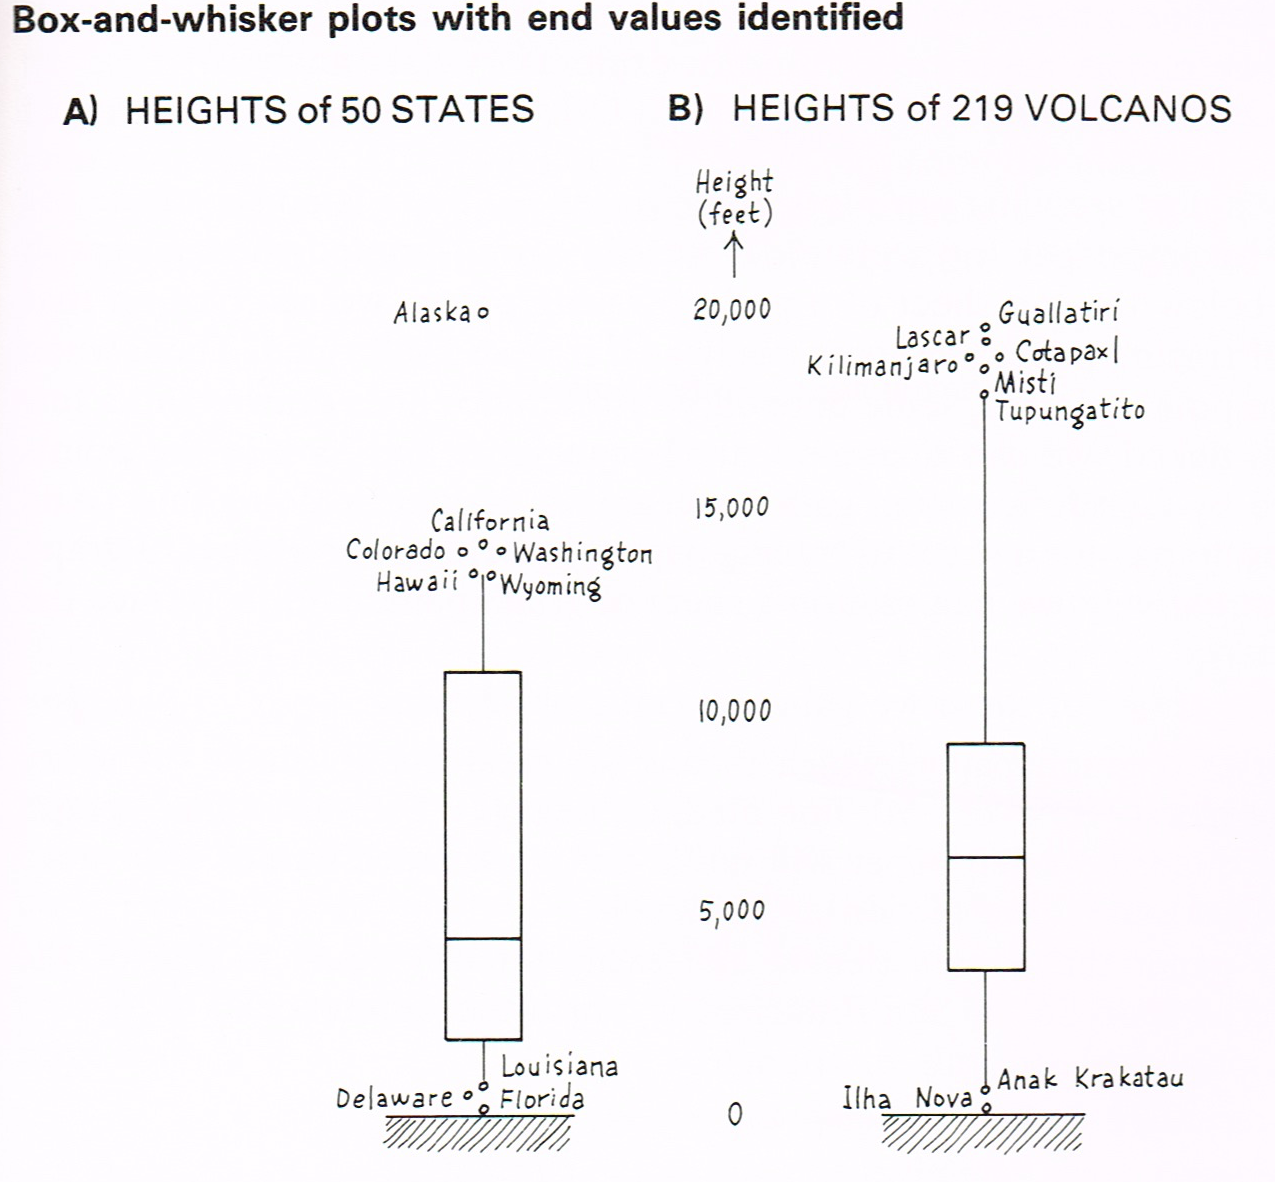 Box-and-whisker plots with end values identified
A) HEIGHTS of 50 STATES
B) HEIGHTS of 219 VOLCANOS
Height
(feet)
20,000
15,000
10,000
5,000
0
Alaska
California
Colorado
Washington
Hawaii
Wyoming
Louisiana
Delaware
Florida
Guallatiri
Lascar
Cotapaxl
Kilimanjaro
Misti
Tupungatito
Anak Krakatau
Ilha Nova